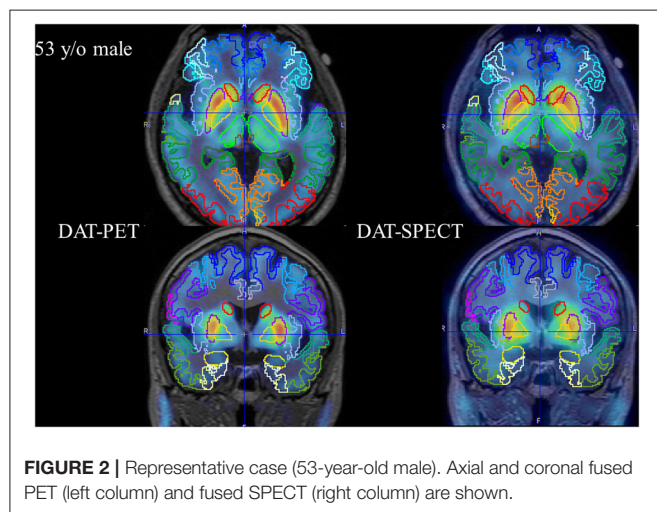 53 y/o male
A
A
R
L
R
L
DAT-PET
DAT-SPECT
R
L
R
L
F
FIGURE 2 | Representative case (53-year-old male). Axial and coronal fused
PET (left column) and fused SPECT (right column) are shown.